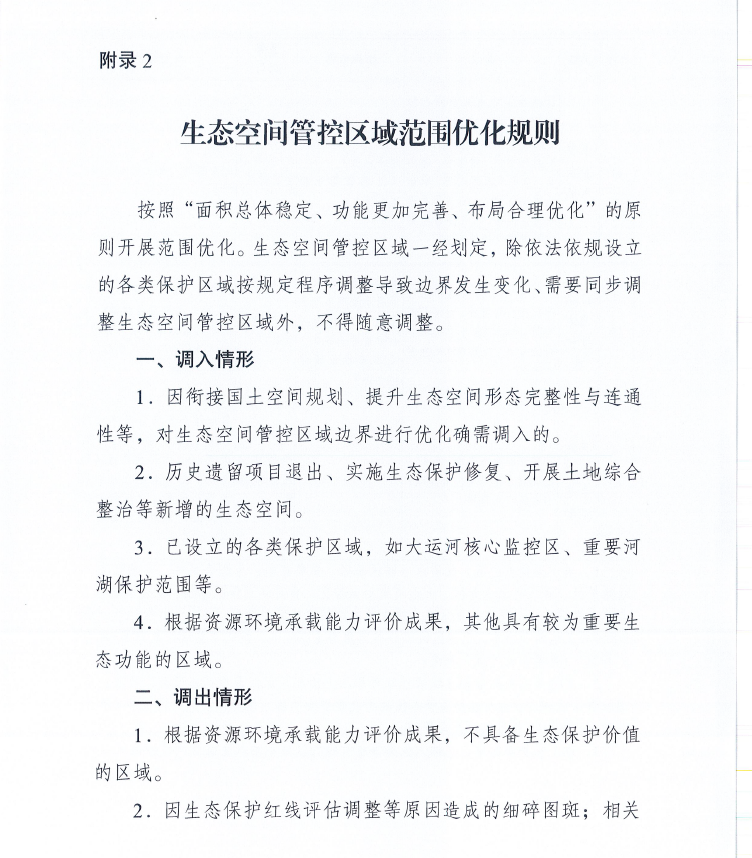 附录 2
生态空间管控区域范围优化规则
按照“面积总体稳定、功能更加完善、布局合理优化”的原
则开展范围优化。生态空间管控区域一经划定，除依法依规设立
的各类保护区域按规定程序调整导致边界发生变化、需要同步调
整生态空间管控区域外，不得随意调整。
一、调入情形
1．因衔接国土空间规划、提升生态空间形态完整性与连通
性等，对生态空间管控区域边界进行优化确需调入的。
2．历史遗留项目退出、实施生态保护修复、开展土地综合
整治等新增的生态空间。
3．已设立的各类保护区域，如大运河核心监控区、重要河
湖保护范围等。
4．根据资源环境承载能力评价成果，其他具有较为重要生
态功能的区域。
二、调出情形
1．根据资源环境承载能力评价成果，不具备生态保护价值
的区域。
2．因生态保护红线评估调整等原因造成的细碎图斑；相关